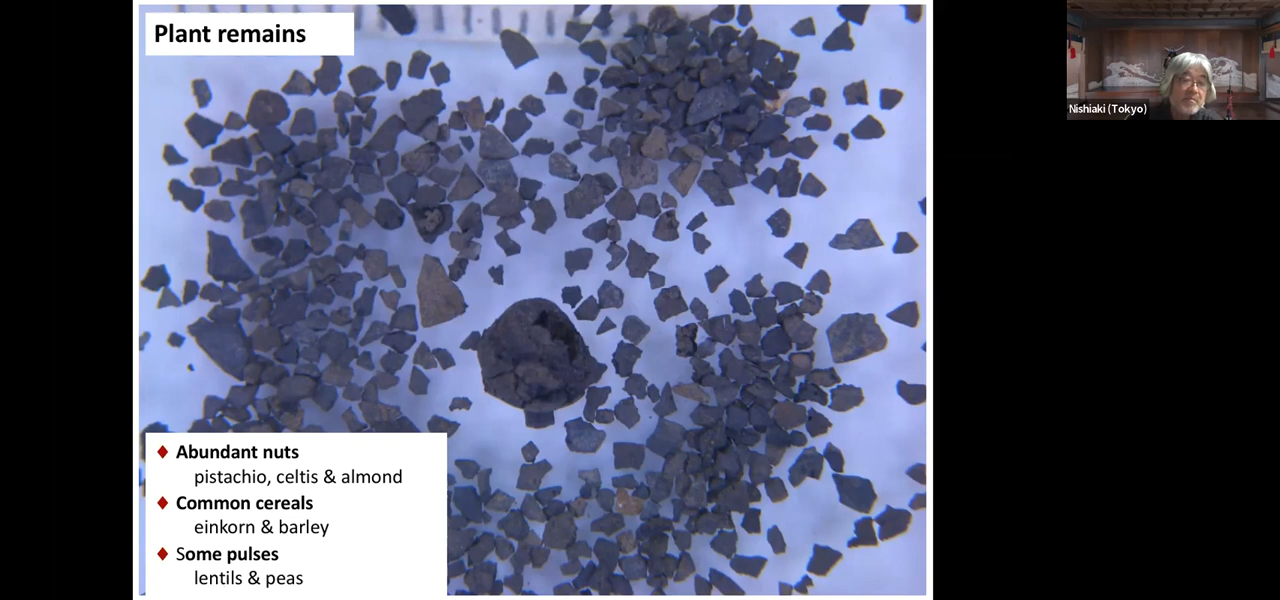 Plant remains
Nishiaki (Tokyo)
♦ Abundant nuts
pistachio, celtis & almond
♦ Common cereals
einkorn & barley
♦ Some pulses
lentils & peas